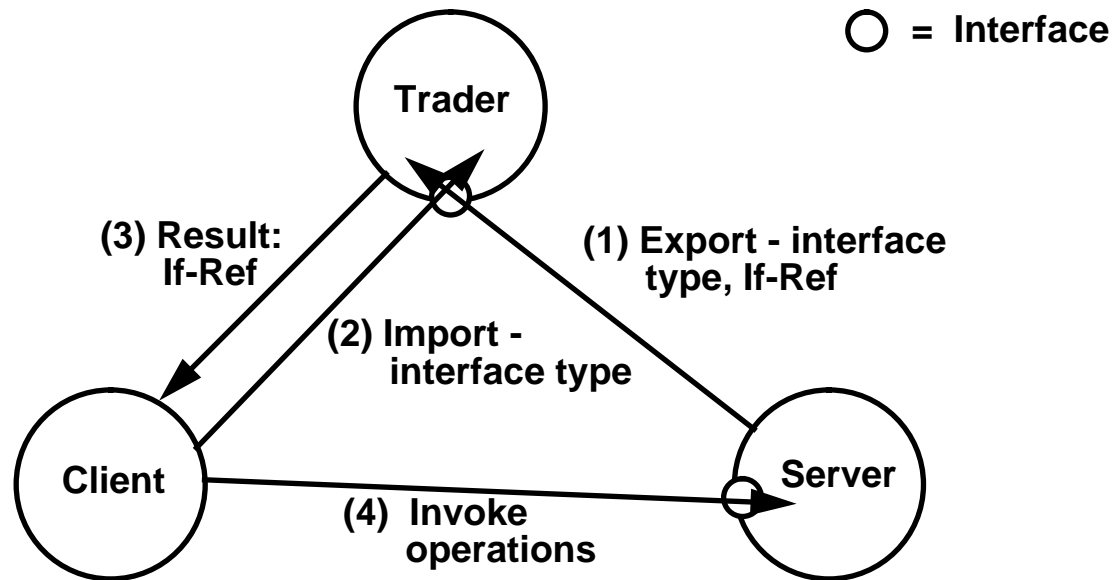 = Interface
Trader
(3) Result:
If-Ref
(1) Export - interface
type, If-Ref
(2) Import -
interface type
Client
Server
(4) Invoke
operations